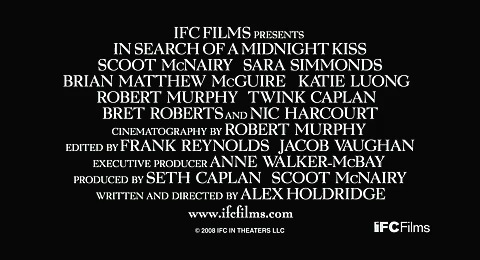 IFC FILMS PRESENTS
IN SEARCH OF A MIDNIGHT KISS
SCOOT McNAIRY SARA SIMMONDS
BRIAN MATTHEW McGUIRE KATIE LUONG
ROBERT MURPHY TWINK CAPLAN
BRET ROBERTS AND NIC HARCOURT
CINEMATOGRAPHY BY ROBERT MURPHY
EDITED BY FRANK REYNOLDS JACOB VAUGHAN
EXECUTIVE PRODUCER ANNE WALKER-McBAY
PRODUCED BY SETH CAPLAN SCOOT McNAIRY
WRITTEN AND DIRECTED BY ALEX HOLDRIDGE
www.ifcfilms.com
© 2008 IFC IN THEATERS LLC
IFC Films